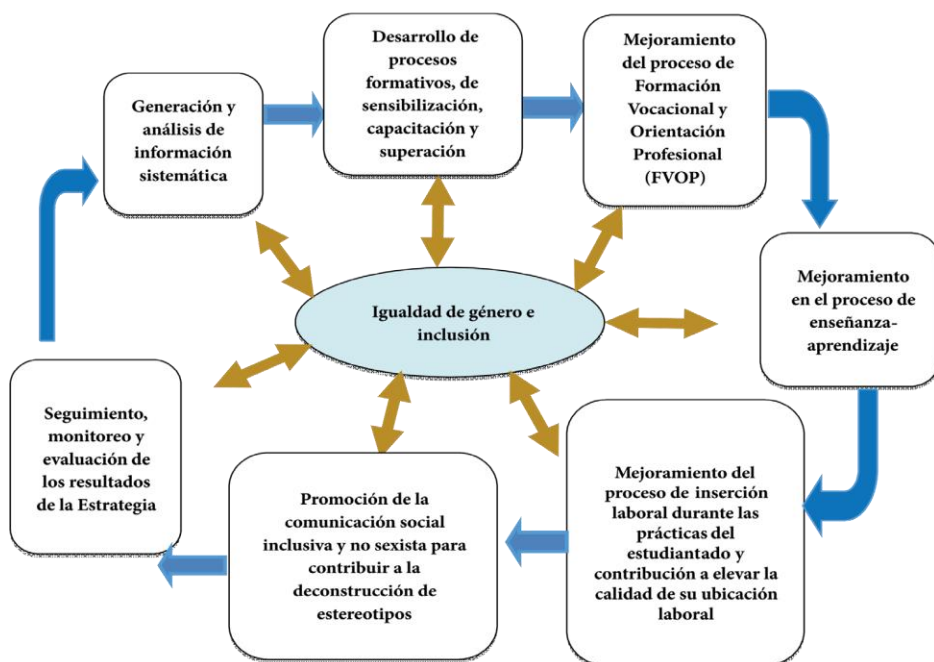 Generación y
análisis de
información
sistemática
Desarrollo de
procesos
formativos, de
sensibilización,
capacitación y
superación
Mejoramiento
del proceso de
Formación
Vocacional y
Orientación
Profesional
(FVOP)
Mejoramiento
en el proceso de
enseñanza-
aprendizaje
Mejoramiento del
proceso de inserción
laboral durante las
prácticas del
estudiantado y
contribución a elevar la
calidad de su ubicación
laboral
Promoción de la
comunicación social
inclusiva y no sexista para
contribuir a la
deconstrucción de
estereotipos
Seguimiento,
monitoreo y
evaluación de
los resultados
de la Estrategia
Igualdad de género e
inclusión